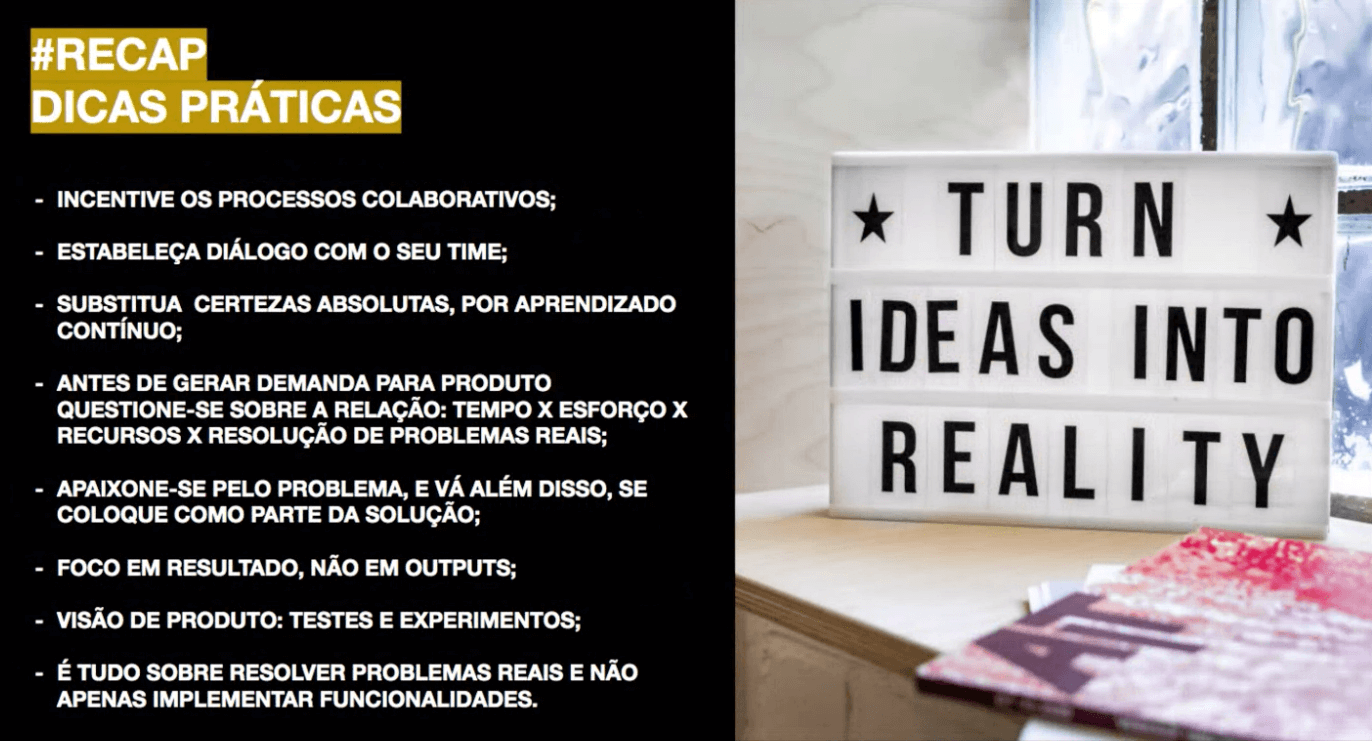 #RECAP
DICAS PRÁTICAS
- INCENTIVE OS PROCESSOS COLABORATIVOS;
- ESTABELEÇA DIÁLOGO COM O SEU TIME;
- SUBSTITUA  CERTEZAS ABSOLUTAS, POR APRENDIZADO
CONTÍNUO;
- ANTES DE GERAR DEMANDA PARA PRODUTO
QUESTIONE-SE SOBRE A RELAÇÃO: TEMPO X ESFORÇO X
RECURSOS X RESOLUÇÃO DE PROBLEMAS REAIS;
- APAIXONE-SE PELO PROBLEMA, E VÁ ALÉM DISSO, SE
COLOQUE COMO PARTE DA SOLUÇÃO;
- FOCO EM RESULTADO, NÃO EM OUTPUTS;
- VISÃO DE PRODUTO: TESTES E EXPERIMENTOS;
- É TUDO SOBRE RESOLVER PROBLEMAS REAIS E NÃO
APENAS IMPLEMENTAR FUNCIONALIDADES.
★ TURN ★
IDEAS INTO
REALITY